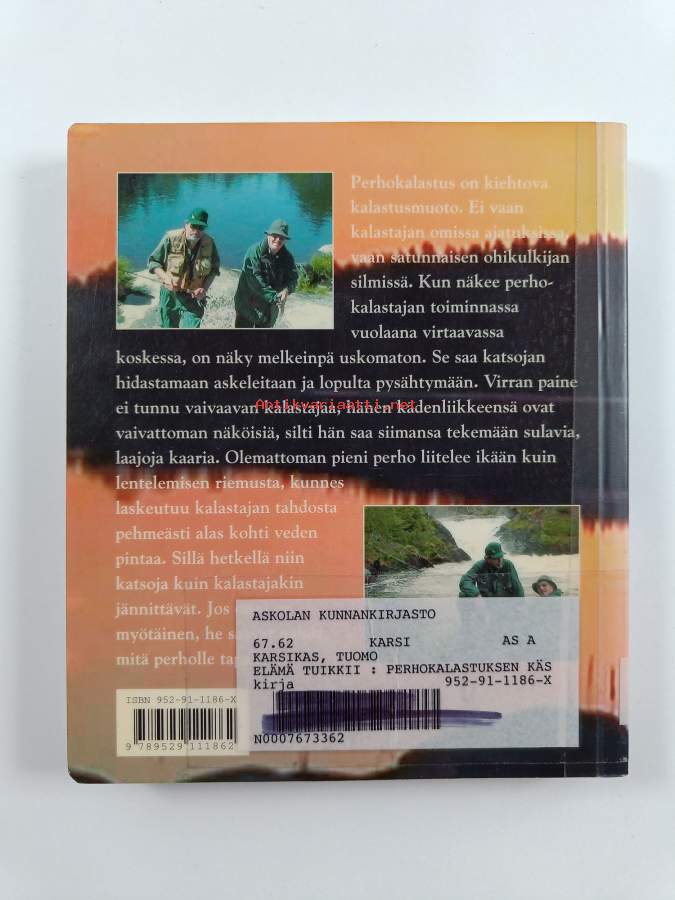 Perhokalastus on kiehtova
kalastusmuoto. Ei vaan
kalastajan omissa ajatuksissa,
vaan satunnaisen ohikulkijan
silmissä. Kun näkee perho-
kalastajan toiminnassa
vuolaana virtaavassa
koskessa, on näky melkeinpä uskomaton. Se saa katsojan
hidastamaan askeleitaan ja lopulta pysähtymään. Virran paine
ei tunnu vaivaavan kalastajaa, hänen kädenliikkeensä ovat
Antikvariaatti.net
vaivattoman näköisiä, silti hän saa siimansa tekemään sulavia,
laajoja kaaria. Olemattoman pieni perho liitelee ikään kuin
lentelemisen riemusta, kunnes
laskeutuu kalastajan tahdosta
pehmeästi alas kohti veden
pintaa. Sillä hetkellä niin
katsoja kuin kalastajakin
jännittävät. Jos
myötäinen, he
mitä perholle
ASKOLAN KUNNANKIRJASTO
67.62 KARSI AS A
KARSIKAS, TUOMO
ELÄMÄ TUIKKII : PERHOKALASTUKSEN KÄS
kirja 952-91-1186-X
N0007673362
ISBN 952-91-1186-X
9 789529 111862